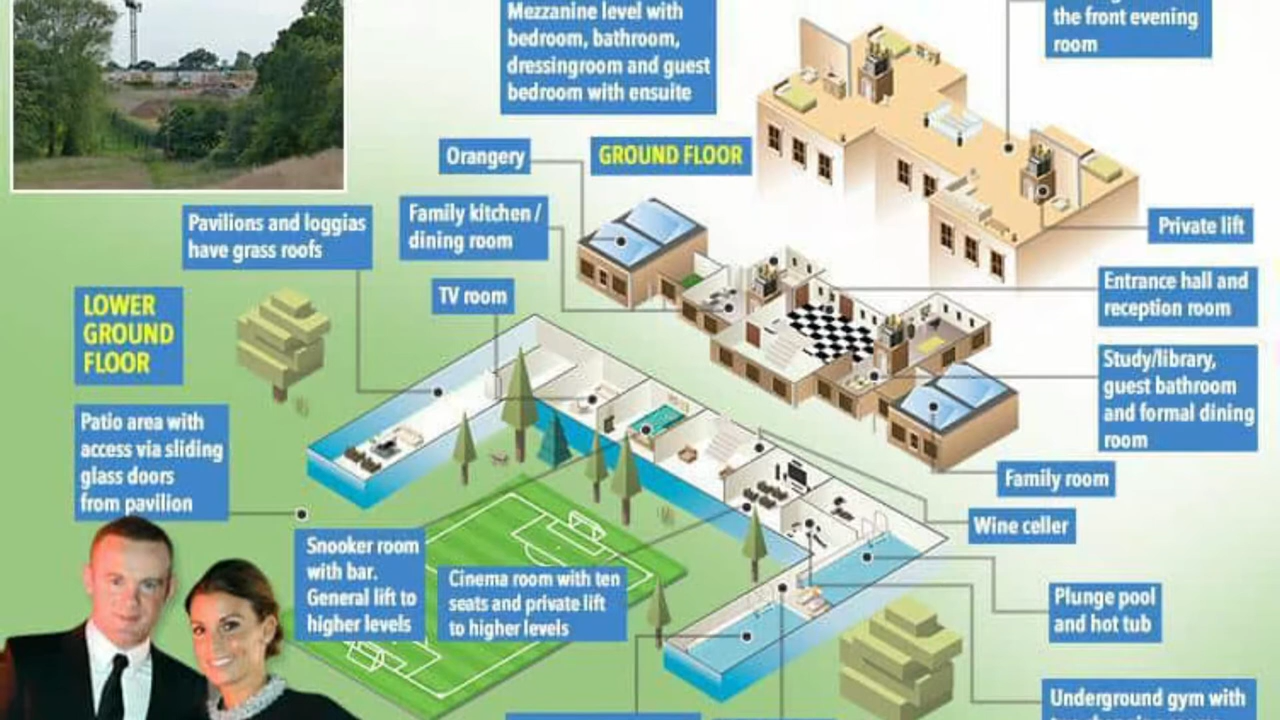 Mezzanine level with
bedroom, bathroom,
dressingroom and guest
bedroom with ensuite
the front evening
room
Orangery
GROUND FLOOR
Pavilions and loggias
have grass roofs
Family kitchen /
dining room
Private lift
TV room
Entrance hall and
reception room
LOWER
GROUND
FLOOR
Study/library,
guest bathroom
and formal dining
room
Patio area with
access via sliding
glass doors
from pavilion
Family room
Wine celler
Snooker room
with bar.
General lift to
higher levels
Cinema room with ten
seats and private lift
to higher levels
Plunge pool
and hot tub
Underground gym with